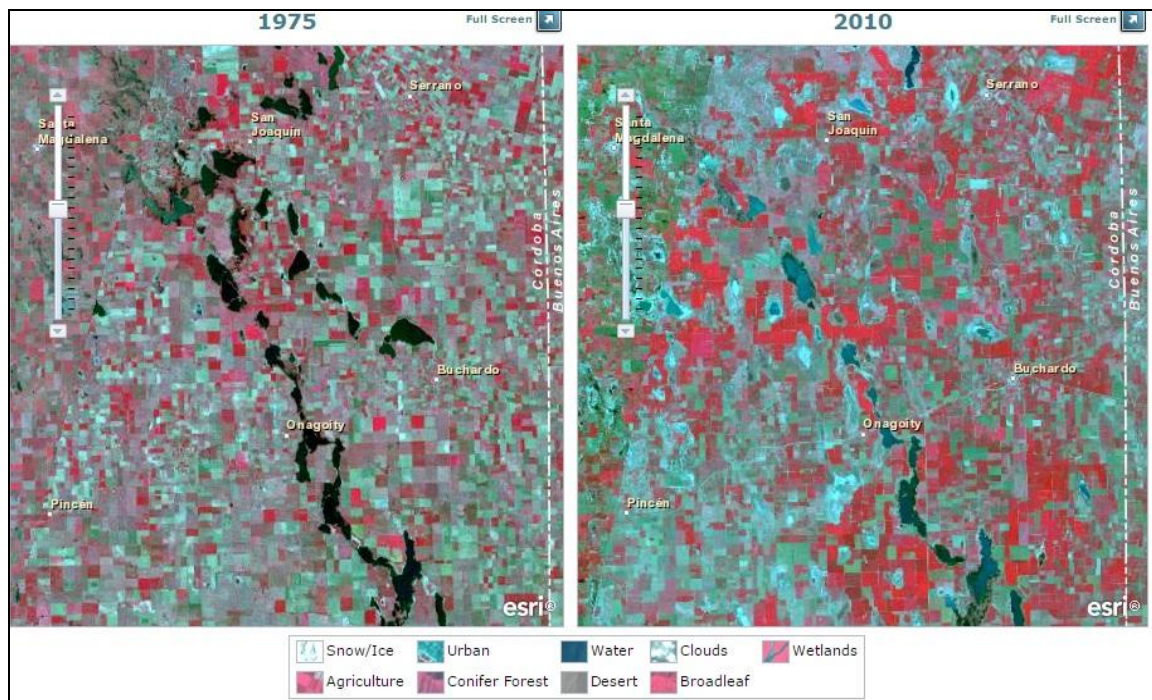 1975
Full Screen
2010
Full Screen
Serrano
San
Joaquin
Santa
Magdalena
Córdoba
Buenos Aires
Buchardo
Onagoity
Pincén
esri®
Serrano
San
Joaquin
Santa
Magdalena
Córdoba
Buenos Aires
Buchardo
Onagoity
Pincén
esri®
Snow/Ice
Urban
Water
Clouds
Wetlands
Agriculture
Conifer Forest
Desert
Broadleaf